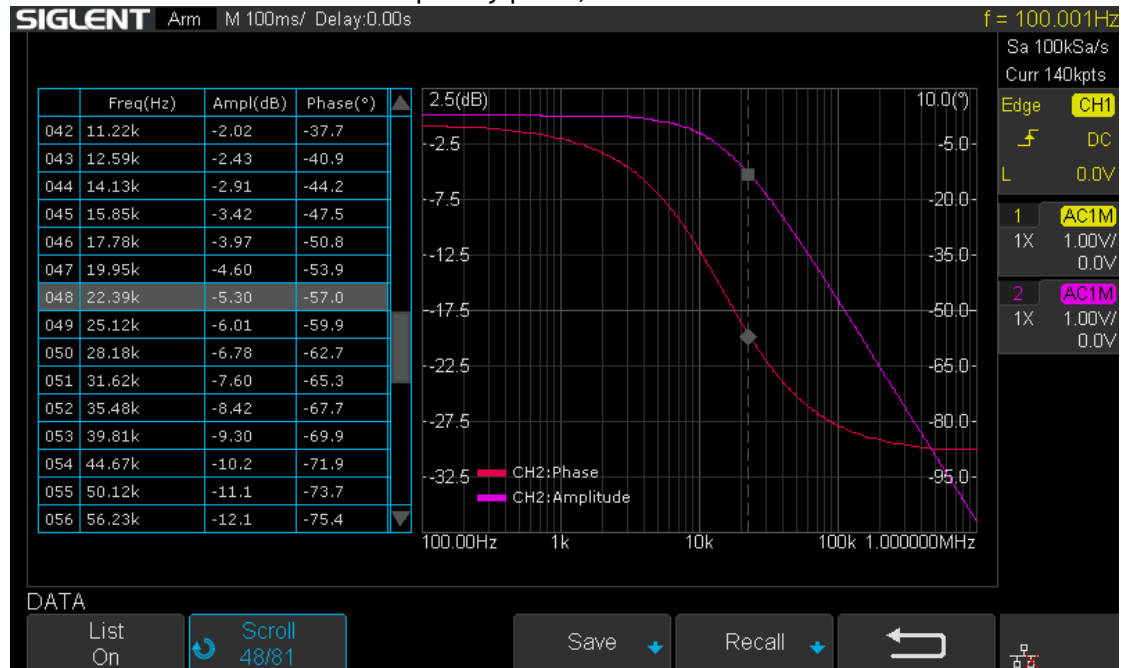 SIGLENT Arm M 100ms/ Delay:0.00s f = 100.001Hz
Sa 100kSa/s
Curr 140kpts
Edge CH1
DC
L 0.0V
1 AC1M
1X 1.00V/
0.0V
2 AC1M
1X 1.00V/
0.0V
Freq(Hz) Ampl(dB) Phase(°)
042 11.22k -2.02 -37.7
043 12.59k -2.43 -40.9
044 14.13k -2.91 -44.2
045 15.85k -3.42 -47.5
046 17.78k -3.97 -50.8
047 19.95k -4.60 -53.9
048 22.39k -5.30 -57.0
049 25.12k -6.01 -59.9
050 28.18k -6.78 -62.7
051 31.62k -7.60 -65.3
052 35.48k -8.42 -67.7
053 39.81k -9.30 -69.9
054 44.67k -10.2 -71.9
055 50.12k -11.1 -73.7
056 56.23k -12.1 -75.4
2.5(dB) 10.0(°)
-2.5 -5.0
-7.5 -20.0
-12.5 -35.0
-17.5 -50.0
-22.5 -65.0
-27.5 -80.0
-32.5 -95.0
CH2:Phase
CH2:Amplitude
100.00Hz 1k 10k 100k 1.000000MHz
DATA
List
On
Scroll
48/81
Save
Recall